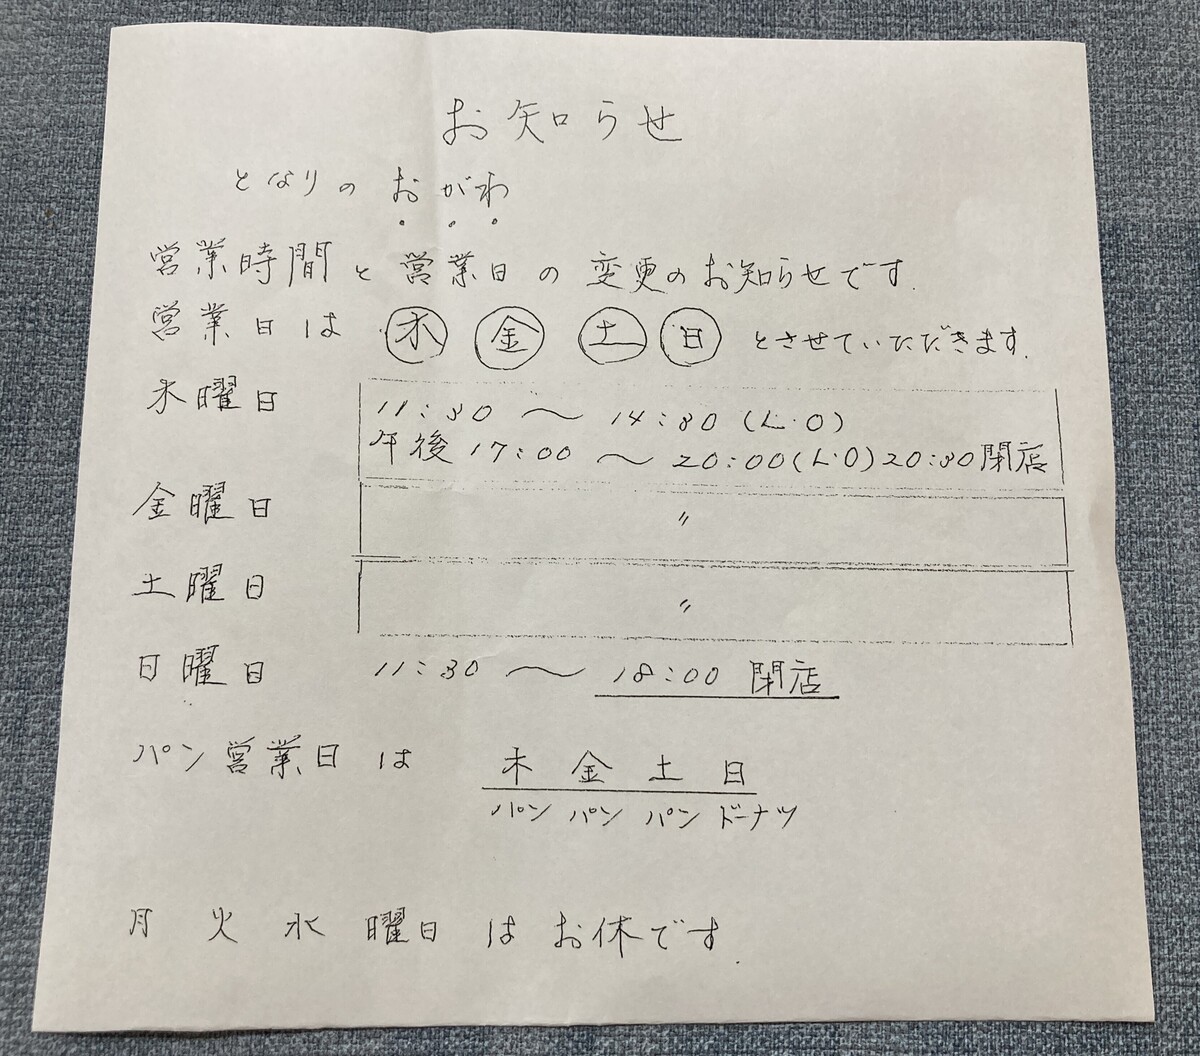 お知らせ
となりの おがわ
営業時間と営業日の変更のお知らせです.
営業日は 木 金 土 日 とさせていただきます.
木曜日 11:30 〜 14:30 (L.O)
午後 17:00 〜 20:00(L.O)20:30閉店
金曜日 〃
土曜日 〃
日曜日 11:30 〜 18:00 閉店
パン営業日は 木 金 土 日
パン パン パン ドーナツ
月 火 水 曜日 は お休です.